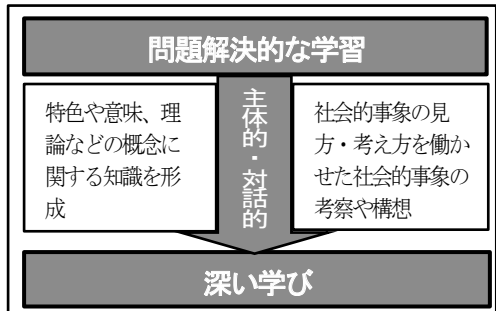 問題解決的な学習
特色や意味、理
論などの概念に
関する知識を形
成
主体的・対話的
社会的事象の見
方・考え方を働か
せた社会的事象の
考察や構想
深い学び